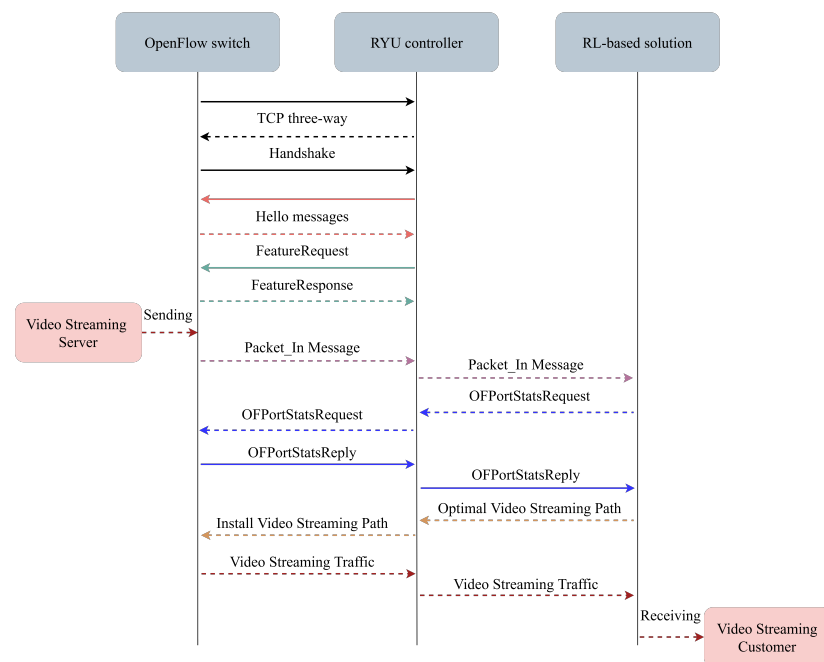 OpenFlow switch
RYU controller
RL-based solution
TCP three-way
Handshake
Hello messages
FeatureRequest
FeatureResponse
Sending
Video Streaming
Server
Packet_In Message
Packet_In Message
OFPortStatsRequest
OFPortStatsRequest
OFPortStatsReply
OFPortStatsReply
Optimal Video Streaming Path
Install Video Streaming Path
Video Streaming Traffic
Video Streaming Traffic
Receiving
Video Streaming
Customer